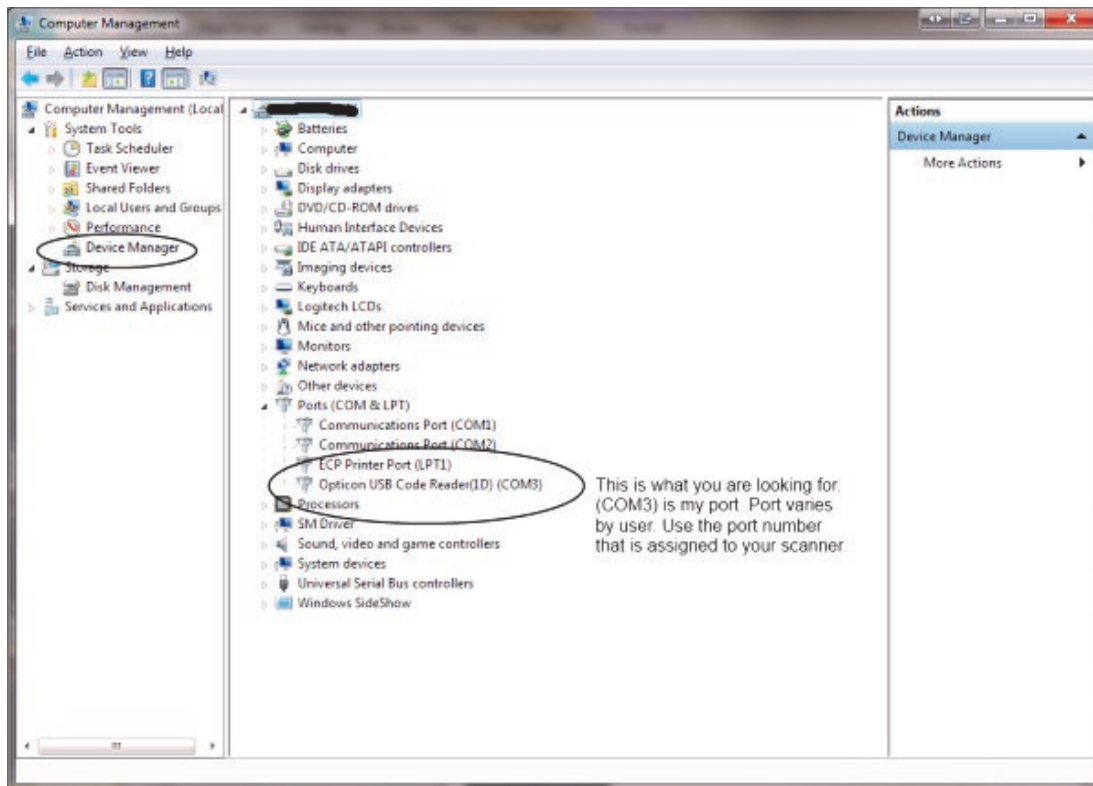 Computer Management
File Action View Help
Computer Management (Local
System Tools
Task Scheduler
Event Viewer
Shared Folders
Local Users and Groups
Performance
Device Manager
Storage
Disk Management
Services and Applications
Batteries
Computer
Disk drives
Display adapters
DVD/CD-ROM drives
Human Interface Devices
IDE ATA/ATAPI controllers
Imaging devices
Keyboards
Logitech LCDs
Mice and other pointing devices
Monitors
Network adapters
Other devices
Ports (COM & LPT)
Communications Port (COM1)
Communications Port (COM2)
ECP Printer Port (LPT1)
Opticon USB Code Reader(1D) (COM3)
Processors
SM Driver
Sound, video and game controllers
System devices
Universal Serial Bus controllers
Windows SideShow
This is what you are looking for.
(COM3) is my port. Port varies
by user. Use the port number
that is assigned to your scanner.
Actions
Device Manager
More Actions